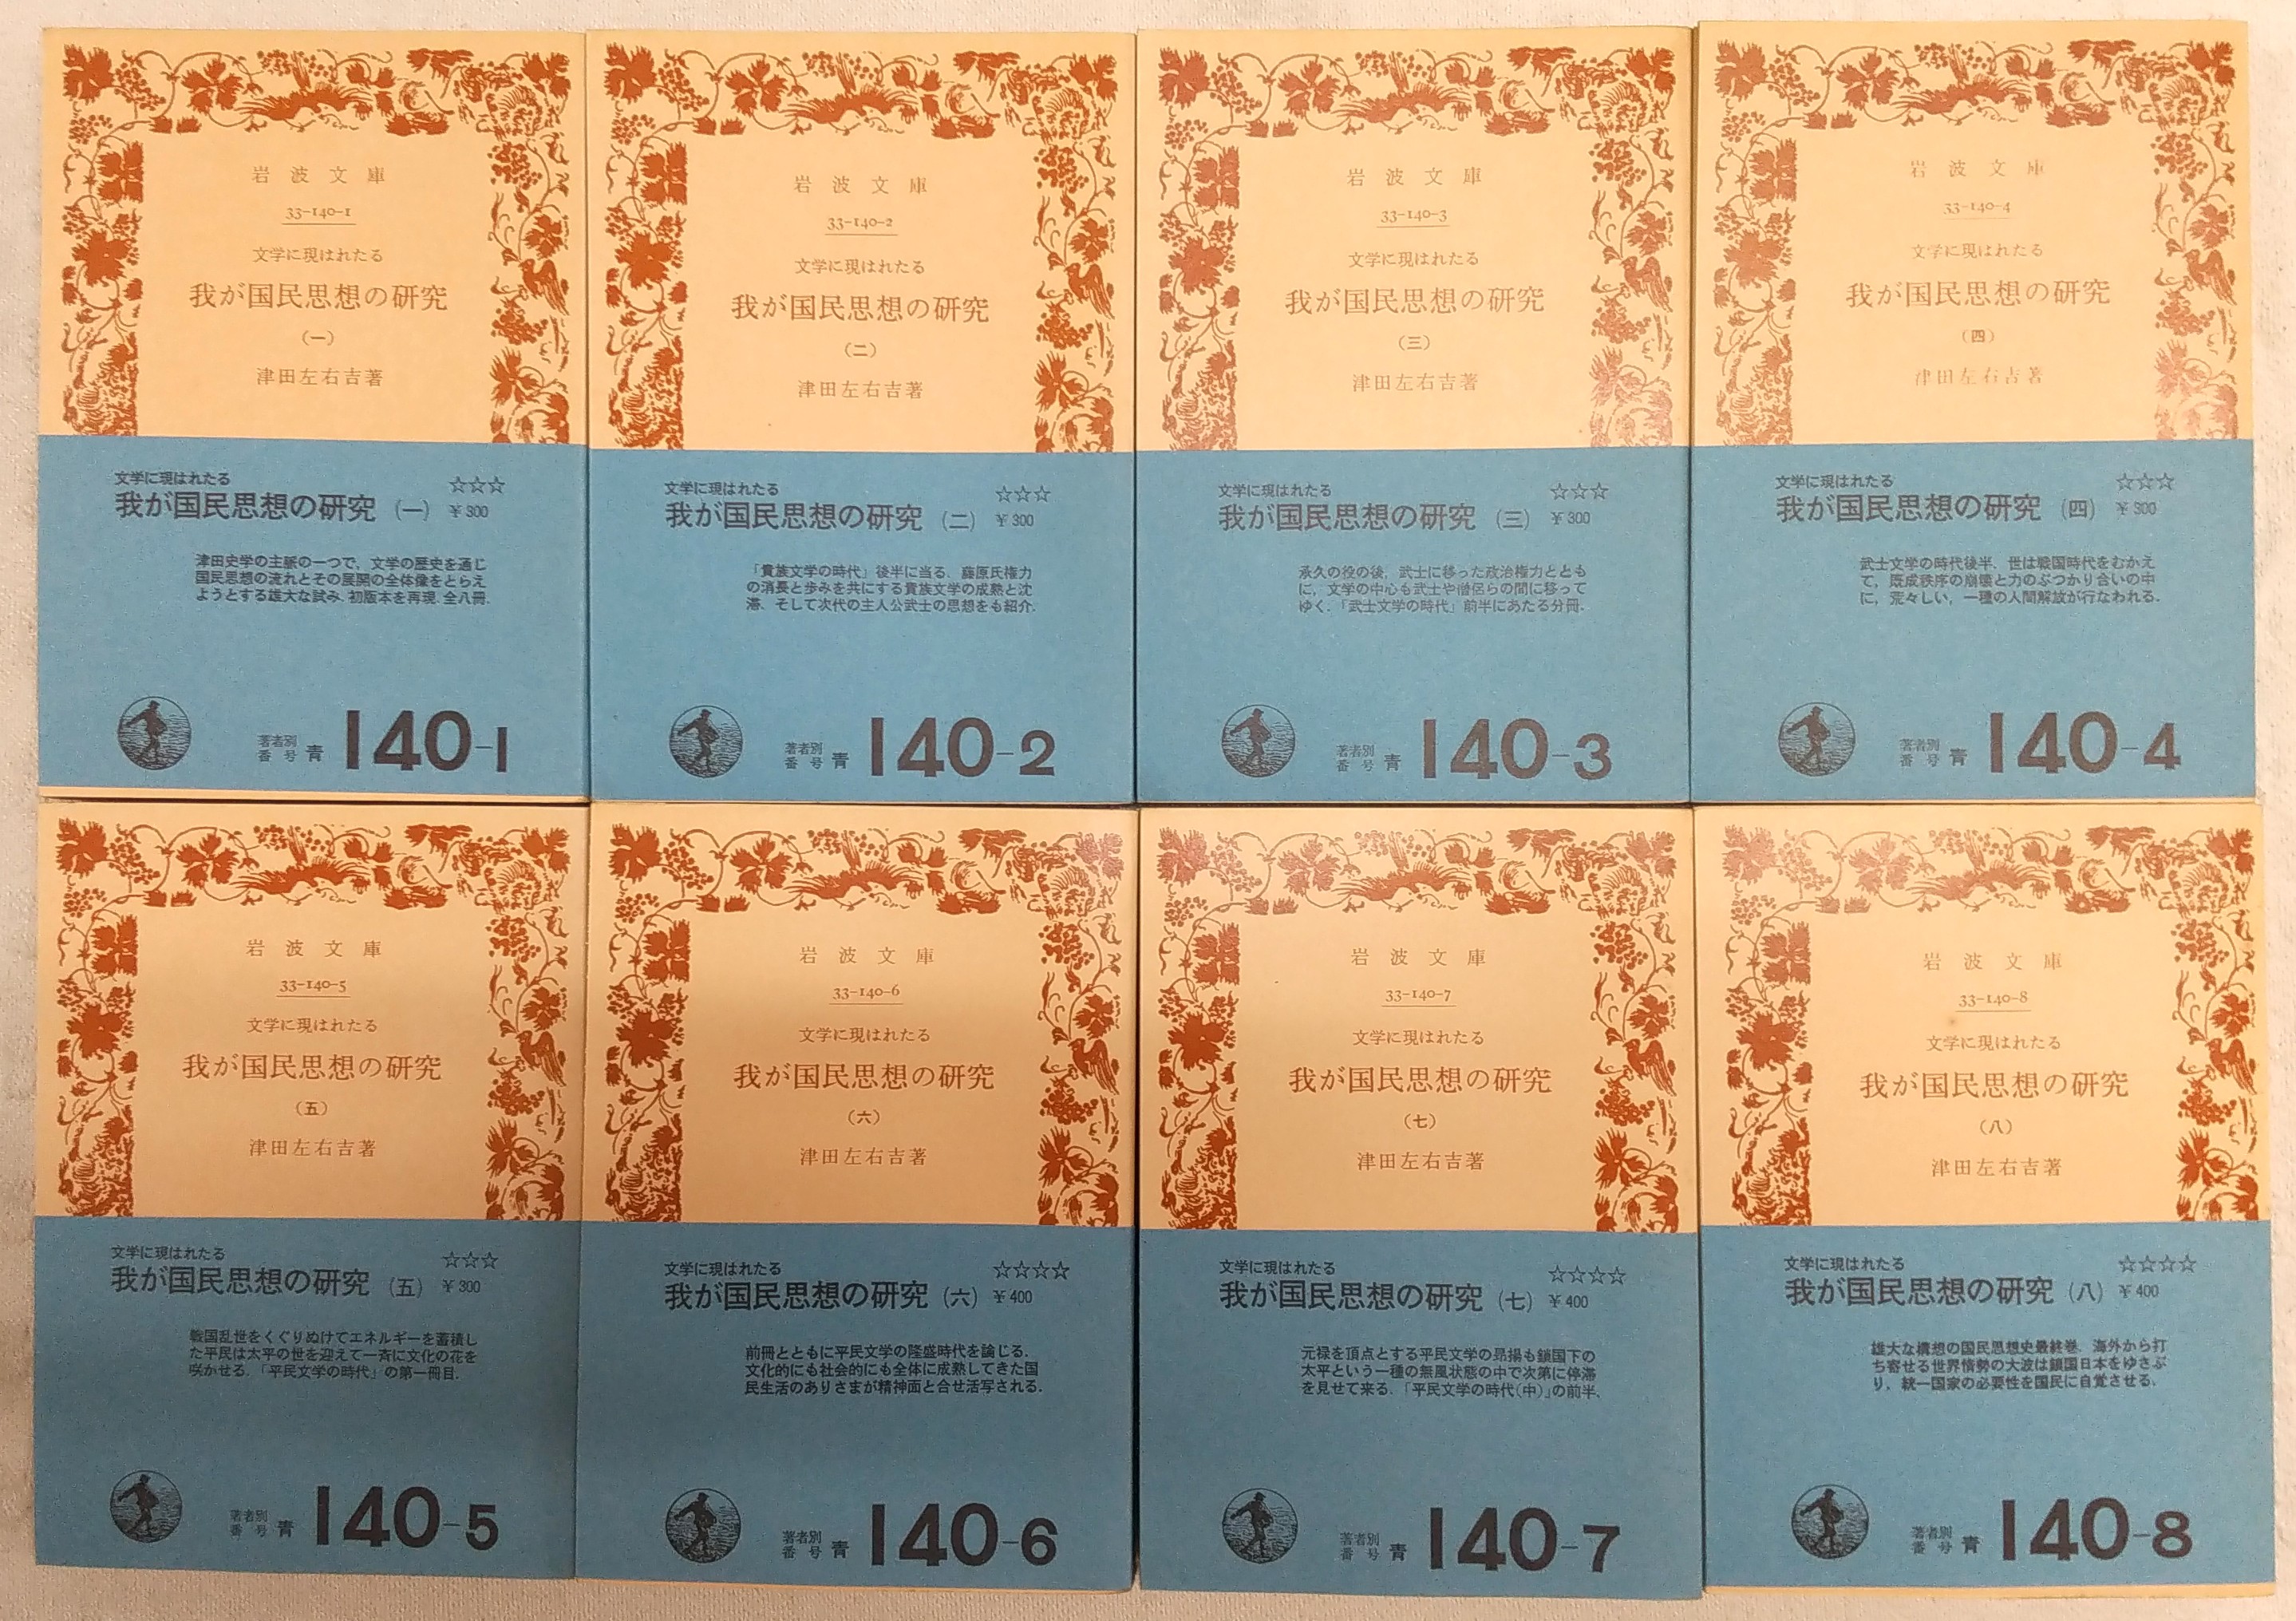 岩波文庫
33-140-1
文学に現はれたる
我が国民思想の研究
(一)
津田左右吉著
文学に現はれたる
我が国民思想の研究 (一)
☆☆☆
¥300
津田史学の主脈の一つで、文学の歴史を通じ
国民思想の流れとその展開の全体像をとらえ
ようとする雄大な試み.初版本を再現.全八冊.
著者別
番号
青
140-1
岩波文庫
33-140-2
文学に現はれたる
我が国民思想の研究
(二)
津田左右吉著
文学に現はれたる
我が国民思想の研究 (二)
☆☆☆
¥300
「貴族文学の時代」後半に当る.藤原氏権力
の消長と歩みを共にする貴族文学の成熟と沈
滞、そして次代の主人公武士の思想をも紹介.
著者別
番号
青
140-2
岩波文庫
33-140-3
文学に現はれたる
我が国民思想の研究
(三)
津田左右吉著
文学に現はれたる
我が国民思想の研究 (三)
☆☆☆
¥300
承久の役の後、武士に移った政治権力ととも
に、文学の中心も武士や僧侶らの間に移って
ゆく.「武士文学の時代」前半にあたる分冊.
著者別
番号
青
140-3
岩波文庫
33-140-4
文学に現はれたる
我が国民思想の研究
(四)
津田左右吉著
文学に現はれたる
我が国民思想の研究 (四)
☆☆☆
¥300
武士文学の時代後半.世は戦国時代をむかえ
て、既成秩序の崩壊と力のぶつかり合いの中
に、荒々しい、一種の人間解放が行なわれる.
著者別
番号
青
140-4
岩波文庫
33-140-5
文学に現はれたる
我が国民思想の研究
(五)
津田左右吉著
文学に現はれたる
我が国民思想の研究 (五)
☆☆☆
¥300
戦国乱世をくぐりぬけてエネルギーを蓄積し
た平民は太平の世を迎えて一斉に文化の花を
咲かせる.「平民文学の時代」の第一冊目.
著者別
番号
青
140-5
岩波文庫
33-140-6
文学に現はれたる
我が国民思想の研究
(六)
津田左右吉著
文学に現はれたる
我が国民思想の研究 (六)
☆☆☆☆
¥400
前冊とともに平民文学の隆盛時代を論じる.
文化的にも社会的にも全体に成熟してきた国
民生活のありさまが精神面と合せ活写される.
著者別
番号
青
140-6
岩波文庫
33-140-7
文学に現はれたる
我が国民思想の研究
(七)
津田左右吉著
文学に現はれたる
我が国民思想の研究 (七)
☆☆☆☆
¥400
元禄を頂点とする平民文学の昂揚も鎖国下の
太平という一種の無風状態の中で次第に停滞
を見せて来る.「平民文学の時代(中)」の前半.
著者別
番号
青
140-7
岩波文庫
33-140-8
文学に現はれたる
我が国民思想の研究
(八)
津田左右吉著
文学に現はれたる
我が国民思想の研究 (八)
☆☆☆☆
¥400
雄大な構想の国民思想史最終巻.海外から打
ち寄せる世界情勢の大波は鎖国日本をゆさぶ
り、統一国家の必要性を国民に自覚させる.
著者別
番号
青
140-8